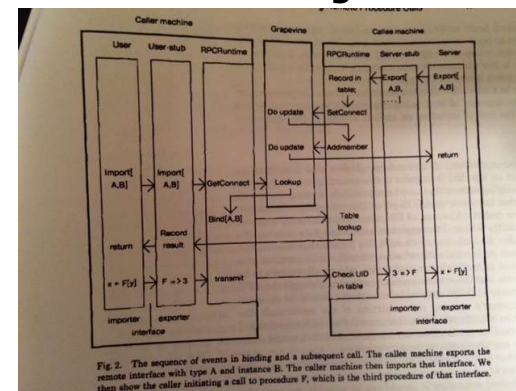 Remote Procedure Calls
Caller machine
Grapevine
Callee machine
User User-stub RPCRuntime
RPCRuntime Server-stub Server
Record in table; Export[ A,B, ....] Export[ A,B]
Do update SetConnect
Do update Addmember
return
Import[ A,B] Import[ A,B] GetConnect Lookup
Bind[A,B] Table lookup
return Record result
x ← F[y] F => 3 transmit Check UID in table 3 => F x ← F[y]
importer exporter
interface
importer exporter
interface
Fig. 2. The sequence of events in binding and a subsequent call. The callee machine exports the
remote interface with type A and instance B. The caller machine then imports that interface. We
then show the caller initiating a call to procedure F, which is the third procedure of that interface.